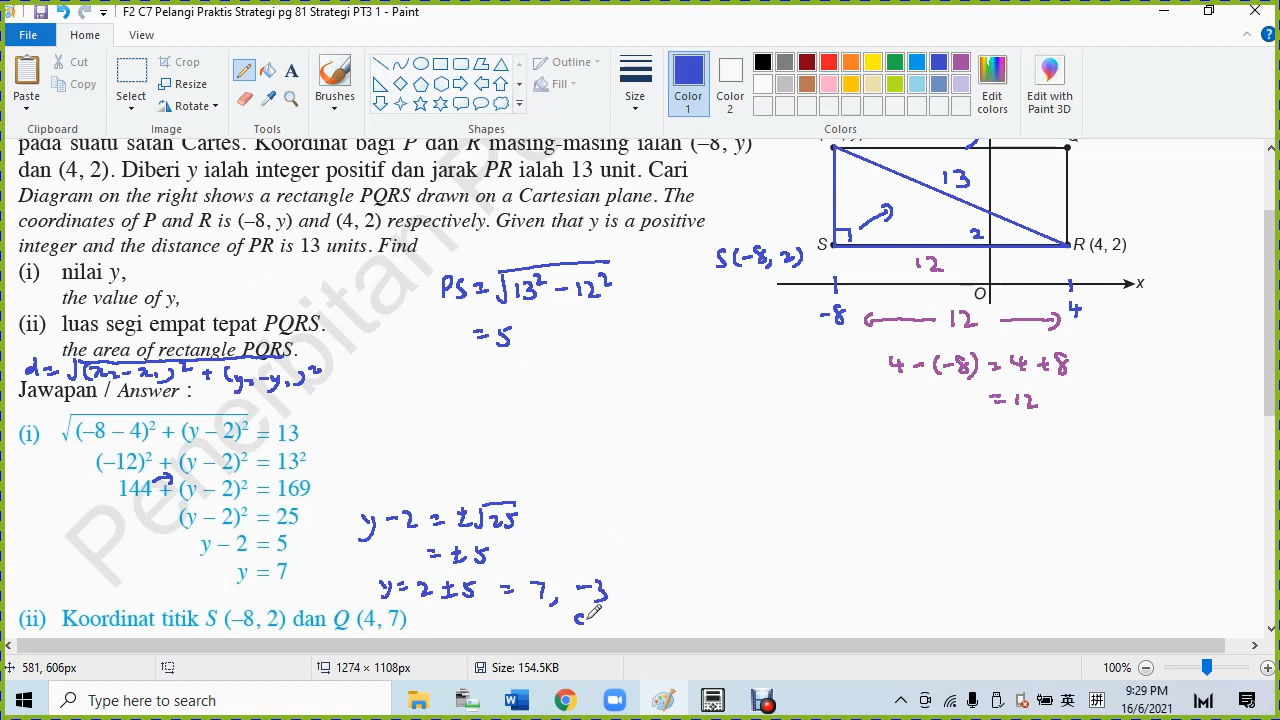 F2 C7 Pelangi Praktis Strategi pg 81 Strategi PT3 1 - Paint
File Home View
Paste Cut Copy Clipboard
Select Crop Resize Rotate Image
Tools
Brushes
Shapes Outline Fill
Size
Color 1 Color 2 Colors
Edit colors
Edit with Paint 3D
pada suatu satah Cartes. Koordinat bagi P dan R masing-masing ialah (–8, y)
dan (4, 2). Diberi y ialah integer positif dan jarak PR ialah 13 unit. Cari
Diagram on the right shows a rectangle PQRS drawn on a Cartesian plane. The
coordinates of P and R is (–8, y) and (4, 2) respectively. Given that y is a positive
integer and the distance of PR is 13 units. Find
(i) nilai y,
the value of y,
(ii) luas segi empat tepat PQRS.
the area of rectangle PQRS.
d = √(x₂ - x₁)² + (y₂ - y₁)²
Jawapan / Answer :
(i) √(–8 – 4)² + (y – 2)² = 13
(–12)² + (y – 2)² = 13²
144 + (y – 2)² = 169
(y – 2)² = 25
y – 2 = 5
y = 7
(ii) Koordinat titik S (–8, 2) dan Q (4, 7)
PS = √13² - 12²
= 5
y - 2 = ±√25
= ±5
y = 2 ± 5 = 7, -3
13
2
S
R (4, 2)
S(-8, 2)
12
x
O
-8
12
4
4 - (-8) = 4 + 8
= 12
Penerbitan
581, 606px
1274 × 1108px
Size: 154.5KB
100%
Type here to search
英
拼
9:29 PM
16/6/2021